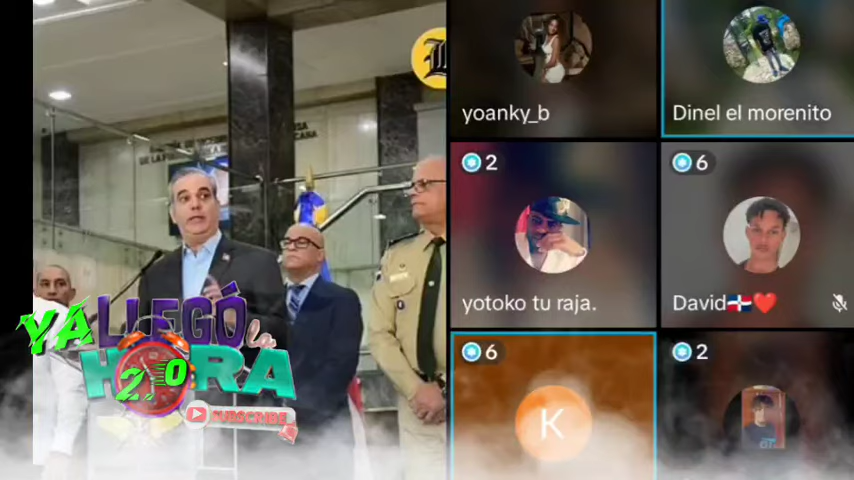 yoanky_b
Dinel el morenito
2
6
yotoko tu raja.
David🇩🇴❤️
6
2
K
YA LLEGÓ la
HORA
2.0
SUBSCRIBE